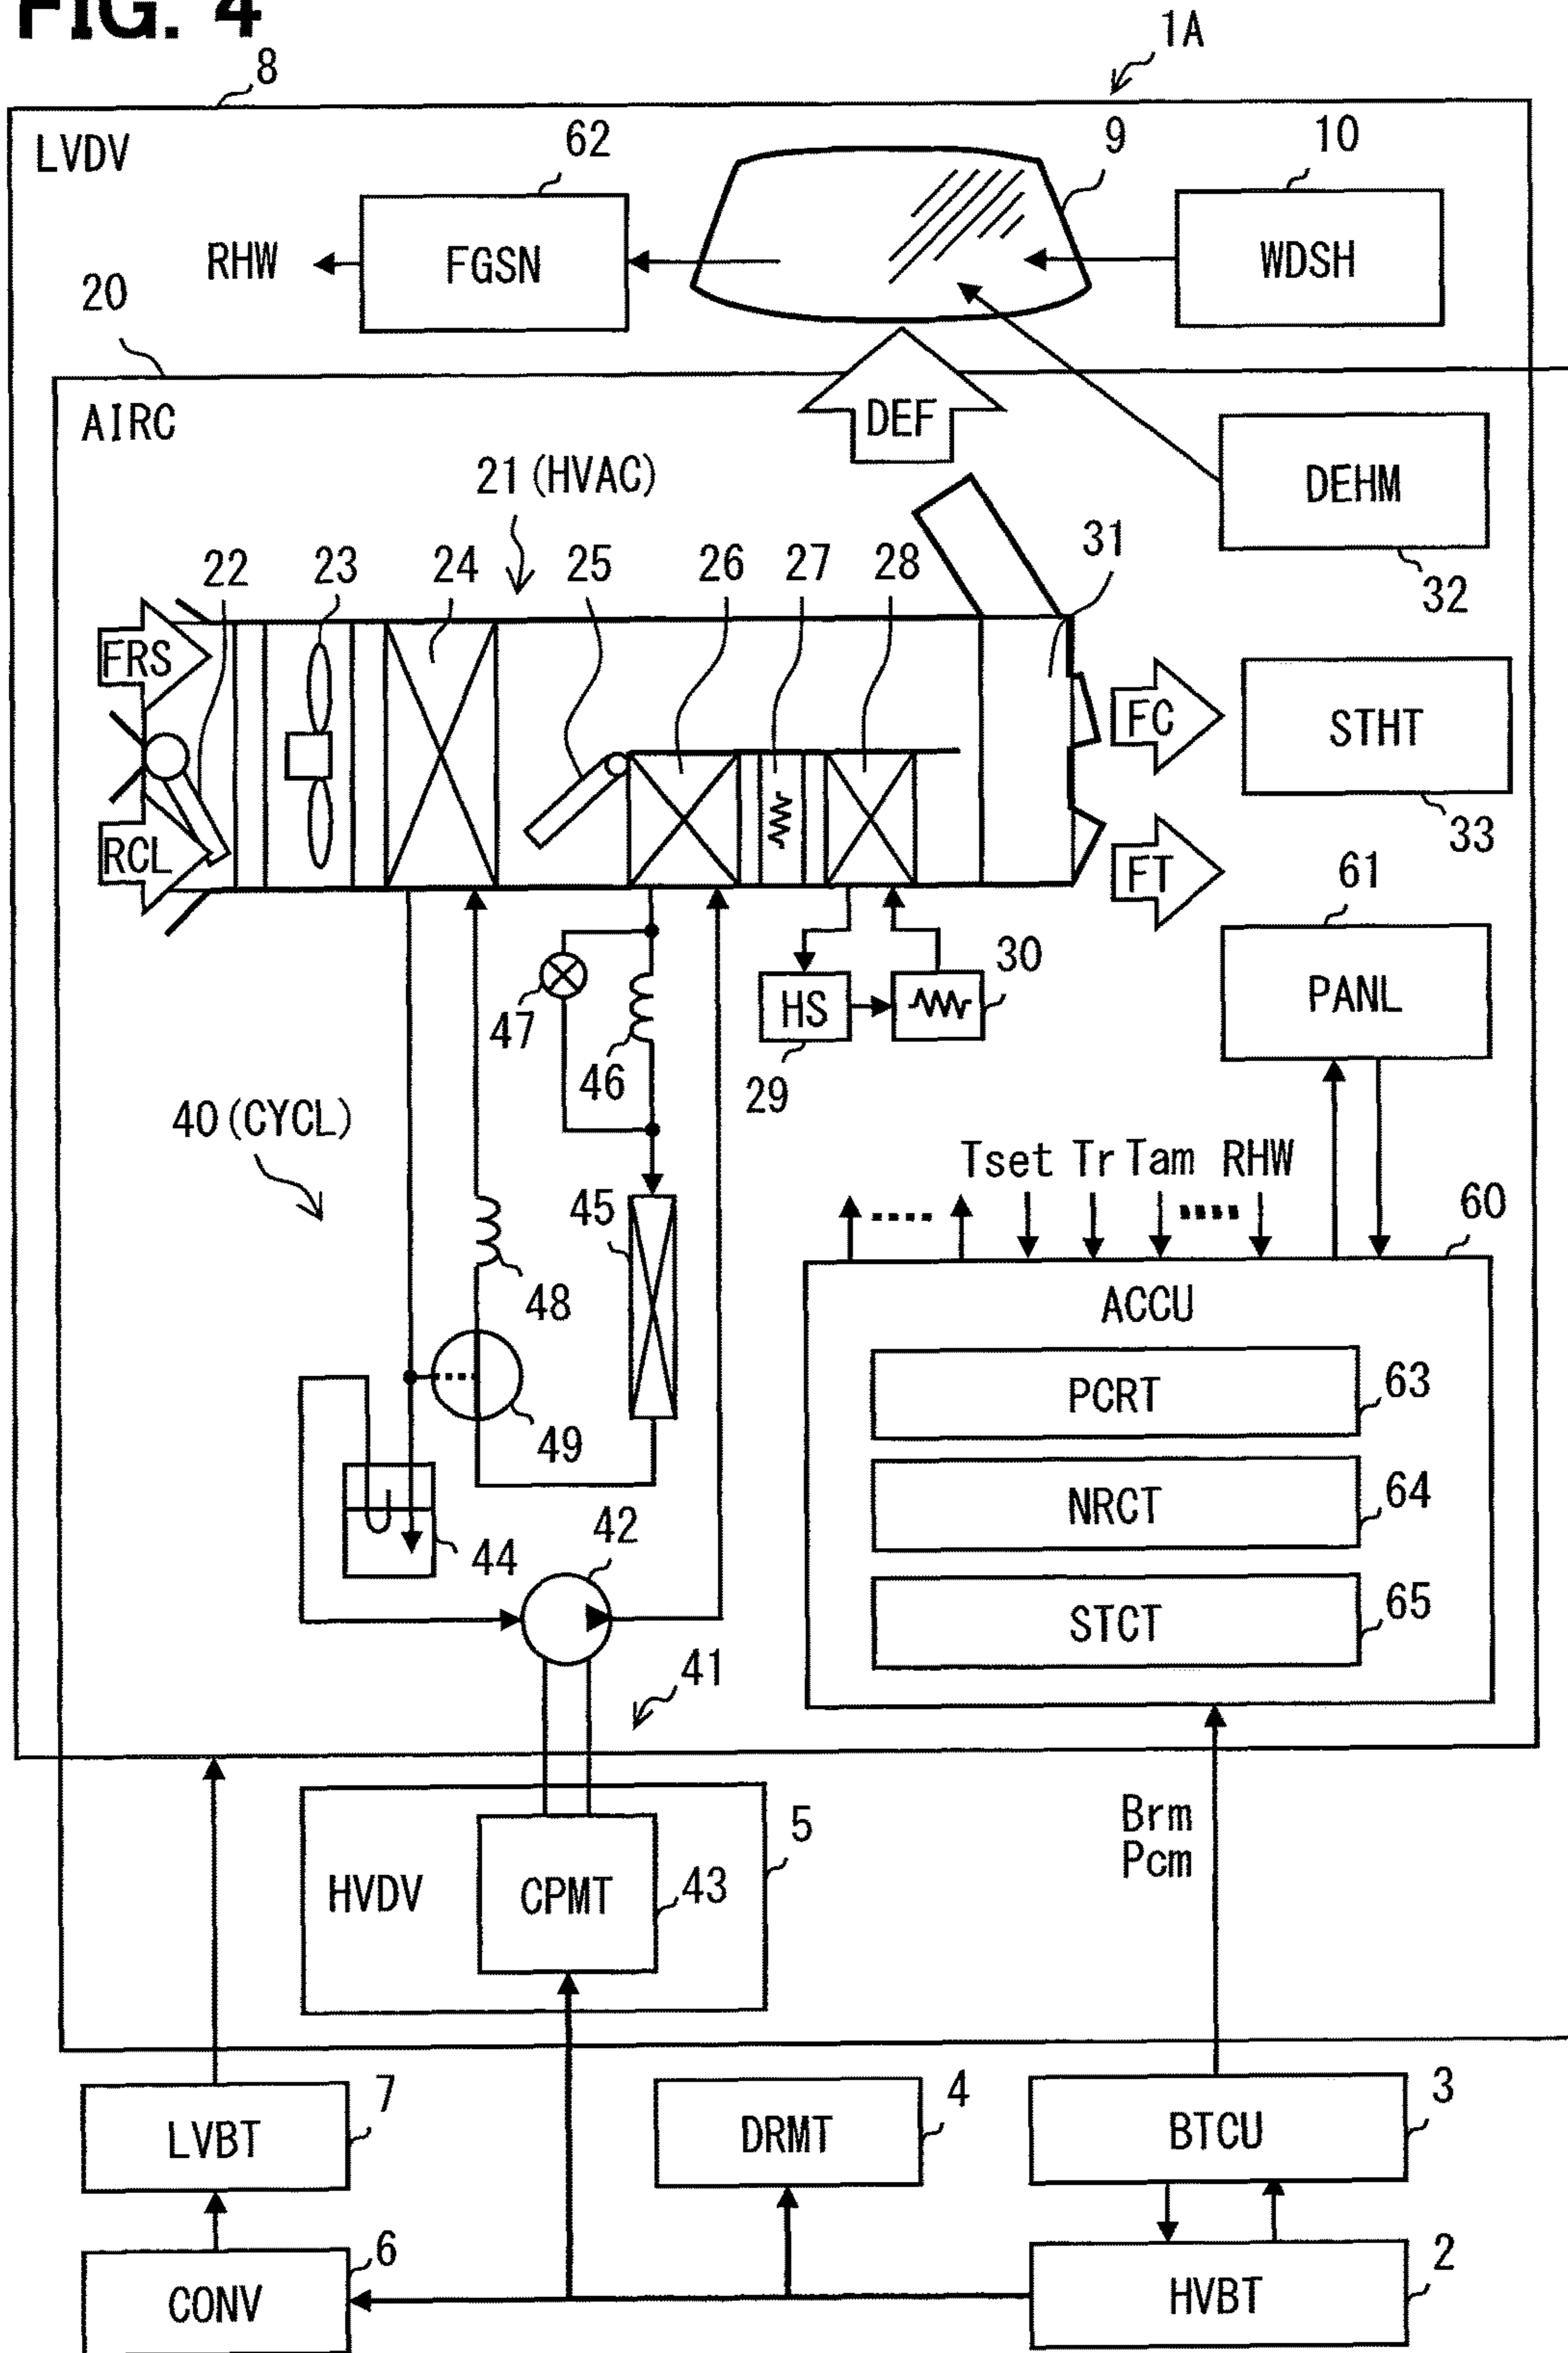 FIG. 4
1A
8
LVDV
62
9
10
RHW
FGSN
WDSH
20
AIRC
DEF
21 (HVAC)
DEHM
22
23
24
25
26
27
28
31
32
FRS
FC
STHT
RCL
33
FT
61
47
30
PANL
HS
46
29
40 (CYCL)
Tset Tr Tam RHW
45
60
48
ACCU
PCRT
63
49
NRCT
64
42
44
STCT
65
41
Brm
Pcm
5
HVDV
CPMT
43
7
4
3
LVBT
DRMT
BTCU
6
2
CONV
HVBT